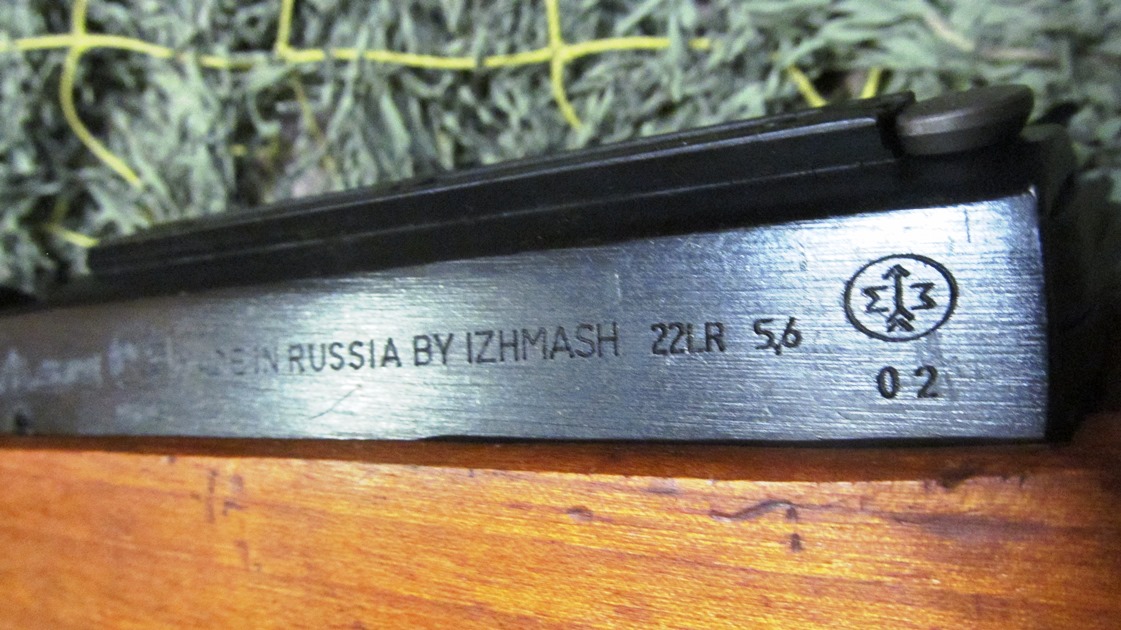 IN RUSSIA BY IZHMASH 22LR 5,6
02